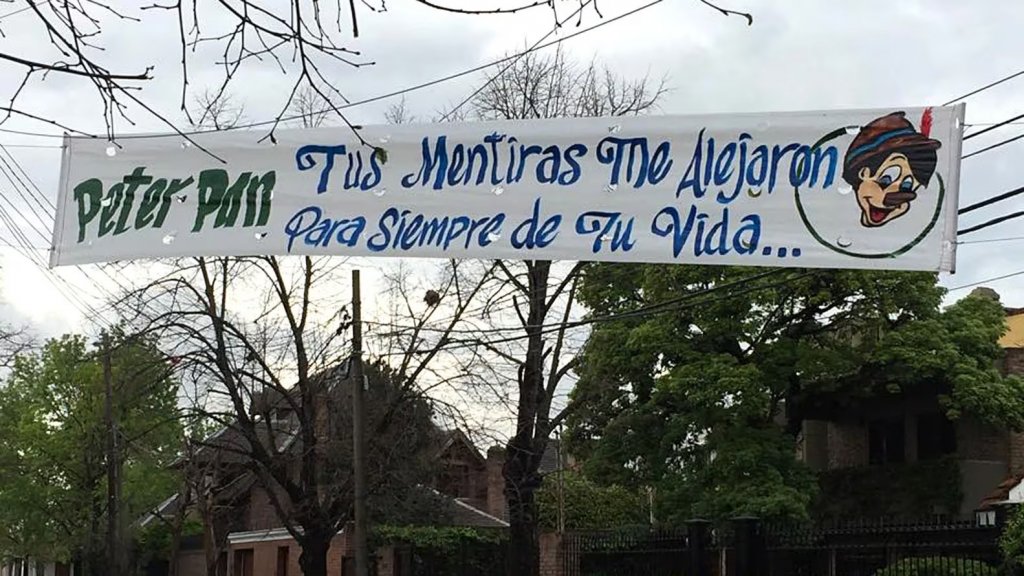 Peter Pan Tus Mentiras Me Alejaron
Para Siempre de Tu Vida...